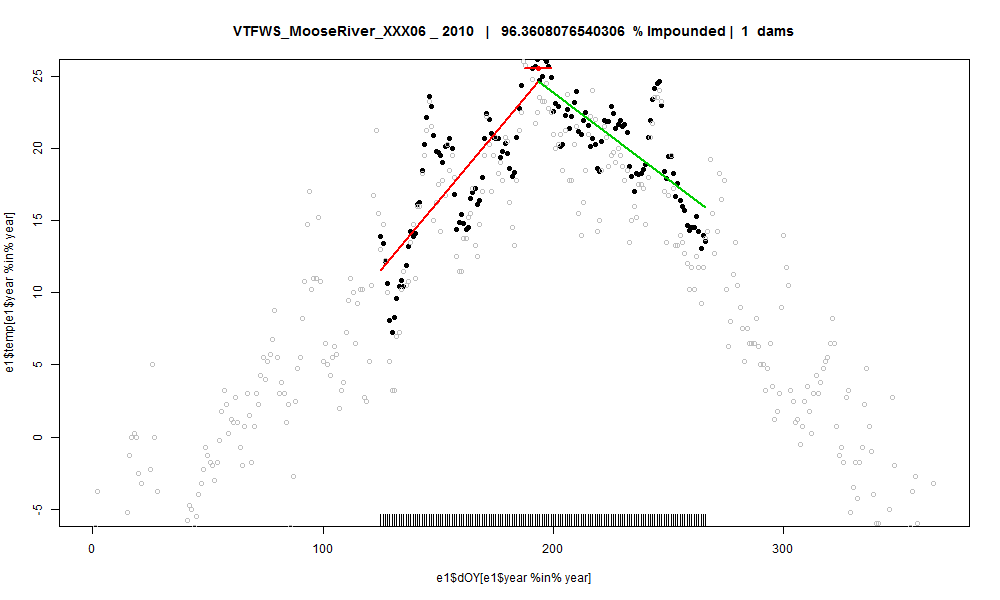 VTFWS_MooseRiver_XXX06 _ 2010 | 96.3608076540306 % Impounded | 1 dams
e1$temp[e1$year %in% year]
25
20
15
10
5
0
-5
0 100 200 300
e1$dOY[e1$year %in% year]